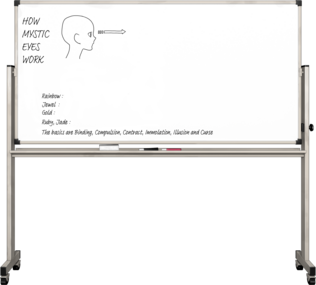 HOW
MYSTIC
EYES
WORK
Rainbow :
Jewel :
Gold :
Ruby, Jade :
The basics are Binding, Compulsion, Contract, Immolation, Illusion and Curse